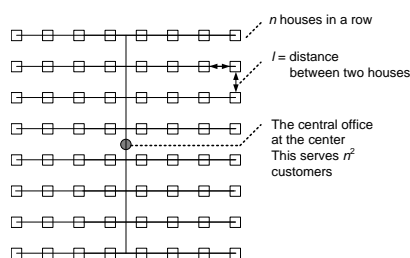 n houses in a row
l = distance
between two houses
The central office
at the center
This serves n²
customers